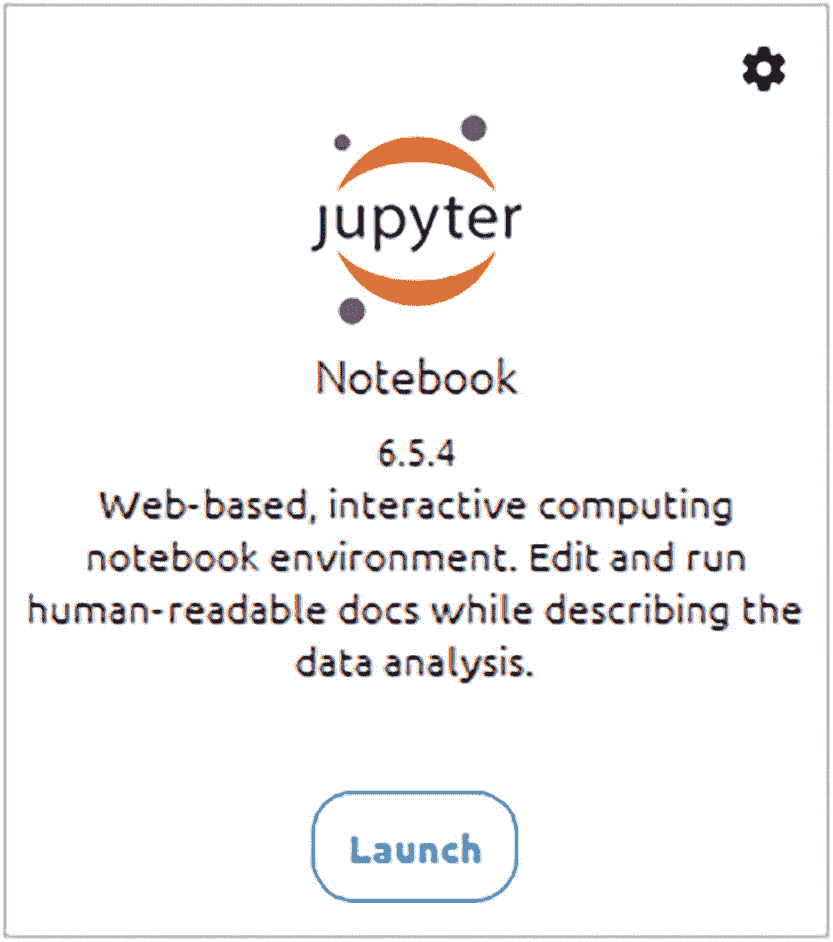 jupyter
Notebook
6.5.4
Web-based, interactive computing
notebook environment. Edit and run
human-readable docs while describing the
data analysis.
Launch